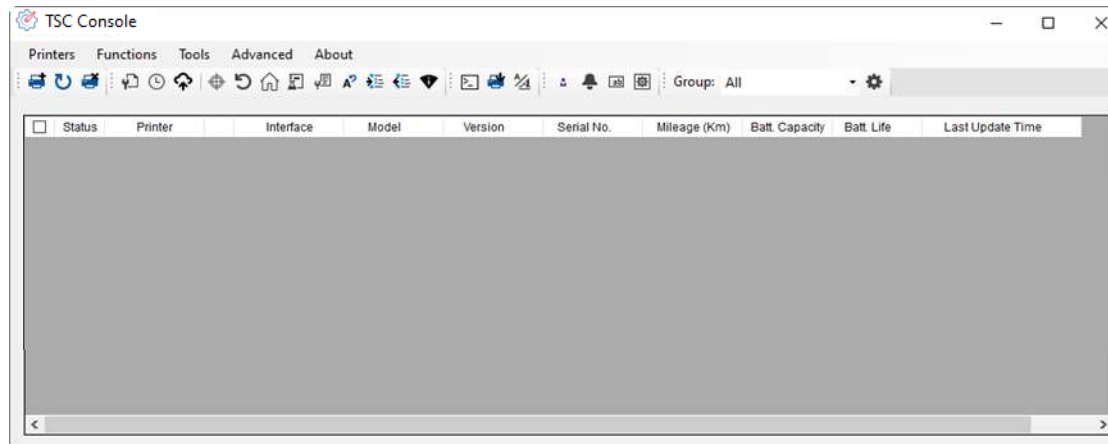 TSC Console
Printers Functions Tools Advanced About
Group: All
Status Printer Interface Model Version Serial No. Mileage (Km) Batt. Capacity Batt. Life Last Update Time